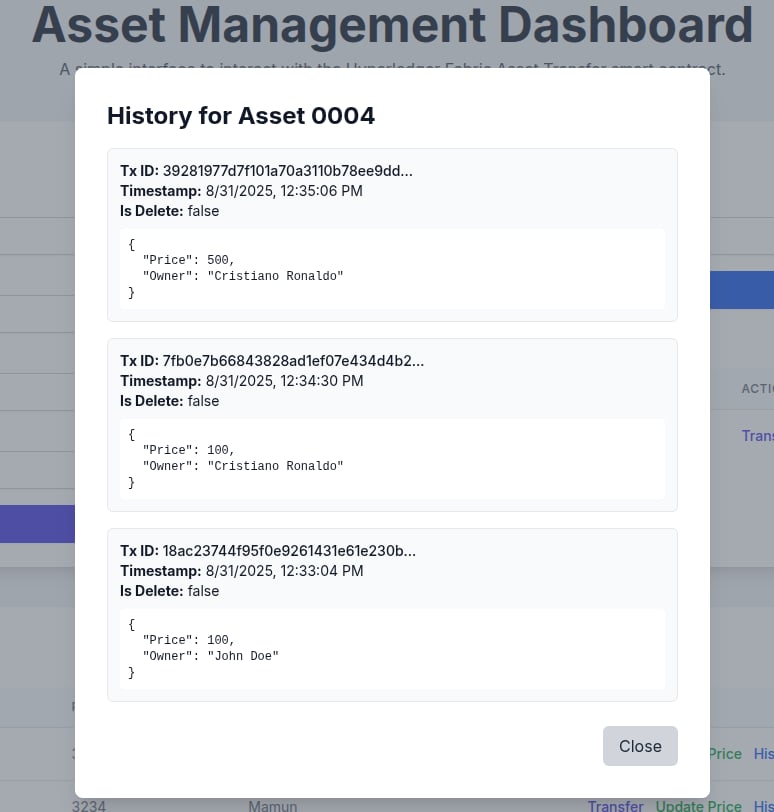 Asset Management Dashboard
A simple interface to interact with the Hyperledger Fabric Asset Transfer smart contract.
History for Asset 0004
Tx ID: 39281977d7f101a70a3110b78ee9dd...
Timestamp: 8/31/2025, 12:35:06 PM
Is Delete: false
{
  "Price": 500,
  "Owner": "Cristiano Ronaldo"
}
Tx ID: 7fb0e7b66843828ad1ef07e434d4b2...
Timestamp: 8/31/2025, 12:34:30 PM
Is Delete: false
{
  "Price": 100,
  "Owner": "Cristiano Ronaldo"
}
Tx ID: 18ac23744f95f0e9261431e61e230b...
Timestamp: 8/31/2025, 12:33:04 PM
Is Delete: false
{
  "Price": 100,
  "Owner": "John Doe"
}
Close
ACTI
Trans
Price His
3234 Mamun Transfer Update Price His